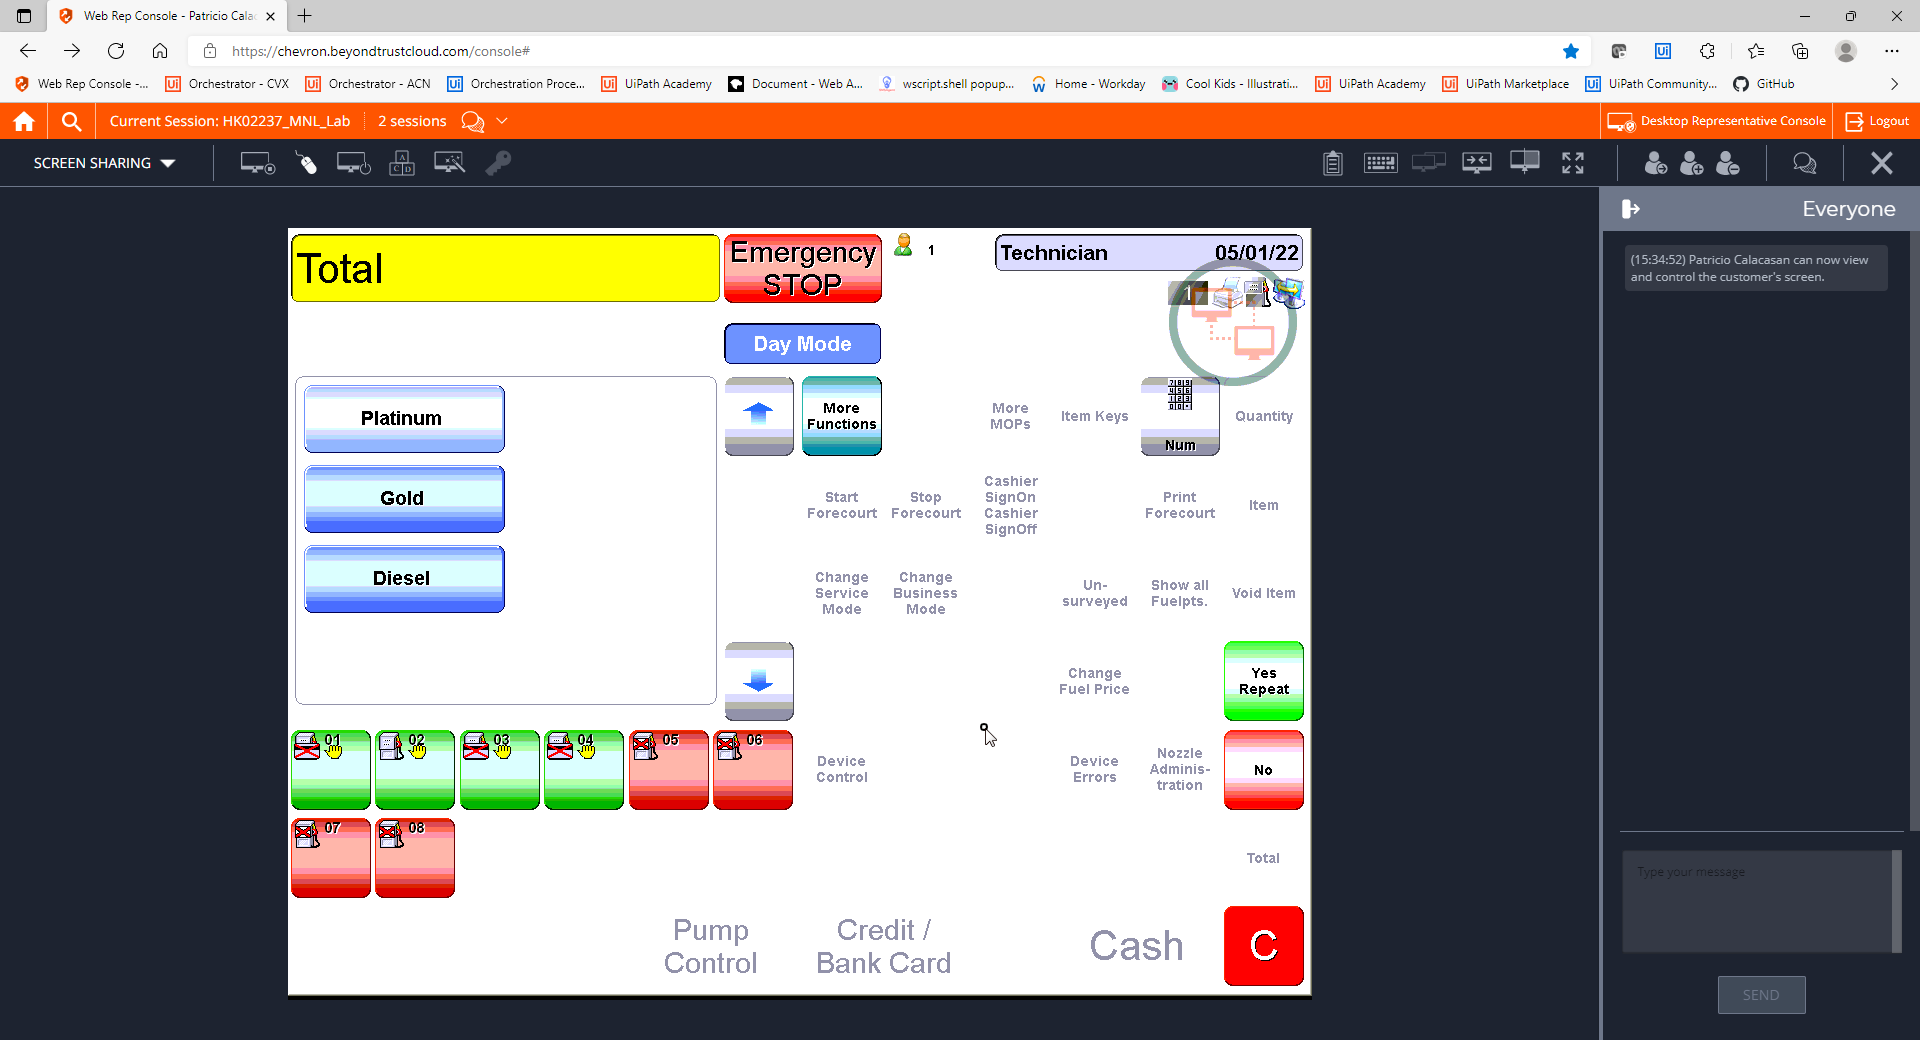 Web Rep Console - Patricio Cala
https://chevron.beyondtrustcloud.com/console#
Web Rep Console -...
Orchestrator - CVX
Orchestrator - ACN
Orchestration Proce...
UiPath Academy
Document - Web A...
wscript.shell popup...
Home - Workday
Cool Kids - Illustrati...
UiPath Academy
UiPath Marketplace
UiPath Community...
GitHub
Current Session: HK02237_MNL_Lab
2 sessions
Desktop Representative Console
Logout
SCREEN SHARING
Everyone
(15:34:52) Patricio Calacasan can now view
and control the customer's screen.
Total
Emergency
STOP
1
Technician 05/01/22
1
Day Mode
Platinum
Gold
Diesel
More
Functions
More
MOPs
Item Keys
Num
Quantity
Start
Forecourt
Stop
Forecourt
Cashier
SignOn
Cashier
SignOff
Print
Forecourt
Item
Change
Service
Mode
Change
Business
Mode
Un-
surveyed
Show all
Fuelpts.
Void Item
Change
Fuel Price
Yes
Repeat
01
02
03
04
05
06
Device
Control
Device
Errors
Nozzle
Adminis-
tration
No
07
08
Total
Pump
Control
Credit /
Bank Card
Cash
C
Type your message
SEND